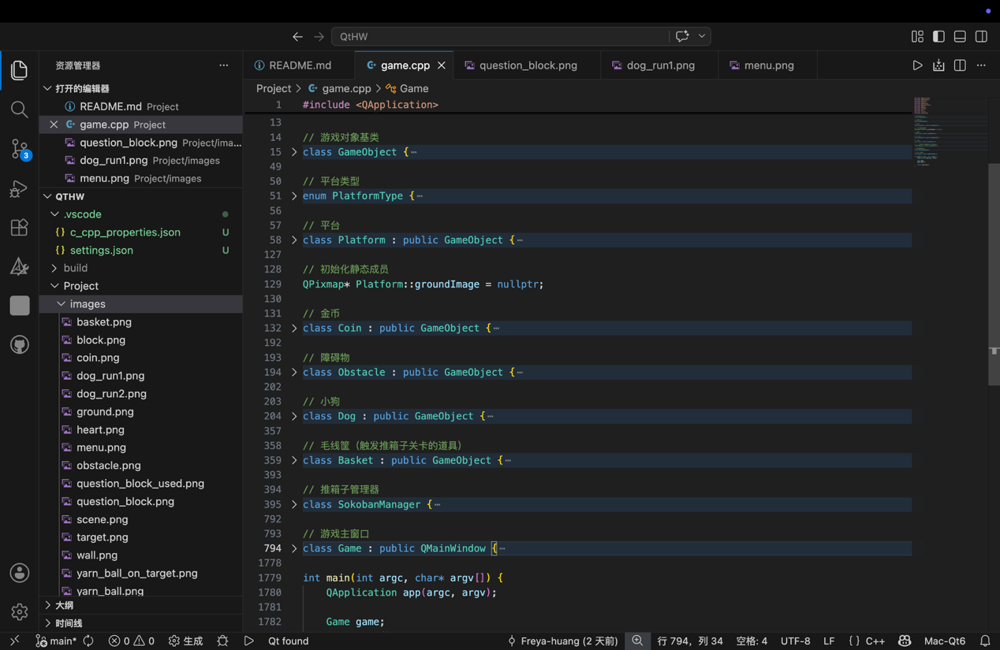 QtHW
资源管理器
打开的编辑器
README.md Project
game.cpp Project
question_block.png Project/ima...
dog_run1.png Project/images
menu.png Project/images
QTHW
.vscode
{} c_cpp_properties.json U
{} settings.json U
build
Project
images
basket.png
block.png
coin.png
dog_run1.png
dog_run2.png
ground.png
heart.png
menu.png
obstacle.png
question_block_used.png
question_block.png
scene.png
target.png
wall.png
yarn_ball_on_target.png
yarn_ball.png
大纲
时间线
3
README.md game.cpp question_block.png dog_run1.png menu.png
Project > game.cpp > Game
1 #include <QApplication>
13
14 // 游戏对象基类
15 class GameObject {⋯
49
50 // 平台类型
51 enum PlatformType {⋯
56
57 // 平台
58 class Platform : public GameObject {⋯
127
128 // 初始化静态成员
129 QPixmap* Platform::groundImage = nullptr;
130
131 // 金币
132 class Coin : public GameObject {⋯
192
193 // 障碍物
194 class Obstacle : public GameObject {⋯
202
203 // 小狗
204 class Dog : public GameObject {⋯
357
358 // 毛线筐（触发推箱子关卡的道具）
359 class Basket : public GameObject {⋯
393
394 // 推箱子管理器
395 class SokobanManager {⋯
792
793 // 游戏主窗口
794 class Game : public QMainWindow {⋯
1778
1779 int main(int argc, char* argv[]) {
1780 QApplication app(argc, argv);
1781
1782 Game game;
main* 0 0 生成 Qt found Freya-huang (2 天前) 行 794，列 34 空格: 4 UTF-8 LF {} C++ Mac-Qt6